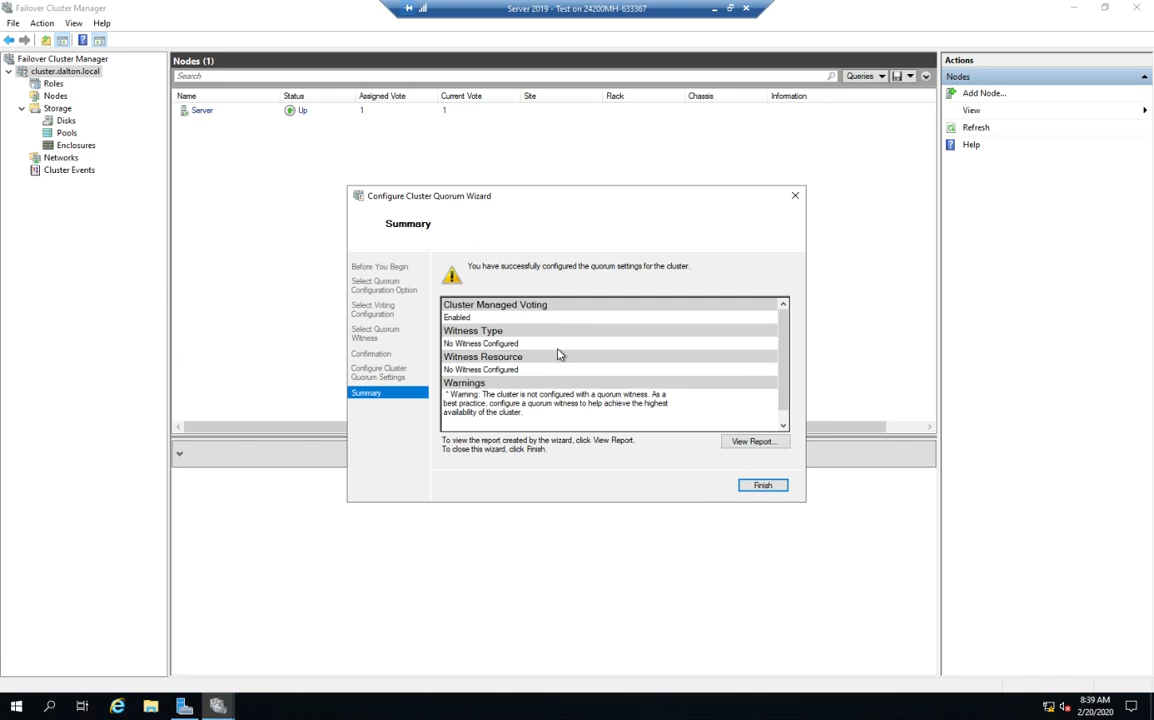 Failover Cluster Manager
Server 2019 - Test on 24200MH-633367
File Action View Help
Failover Cluster Manager
cluster.dalton.local
Roles
Nodes
Storage
Disks
Pools
Enclosures
Networks
Cluster Events
Nodes (1)
Search
Queries
Name Status Assigned Vote Current Vote Site Rack Chassis Information
Server Up 1 1
Actions
Nodes
Add Node...
View
Refresh
Help
Configure Cluster Quorum Wizard
Summary
Before You Begin
Select Quorum
Configuration Option
Select Voting
Configuration
Select Quorum
Witness
Confirmation
Configure Cluster
Quorum Settings
Summary
You have successfully configured the quorum settings for the cluster.
Cluster Managed Voting
Enabled
Witness Type
No Witness Configured
Witness Resource
No Witness Configured
Warnings
* Warning: The cluster is not configured with a quorum witness. As a
best practice, configure a quorum witness to help achieve the highest
availability of the cluster.
To view the report created by the wizard, click View Report.
To close this wizard, click Finish.
View Report...
Finish
8:39 AM
2/20/2020